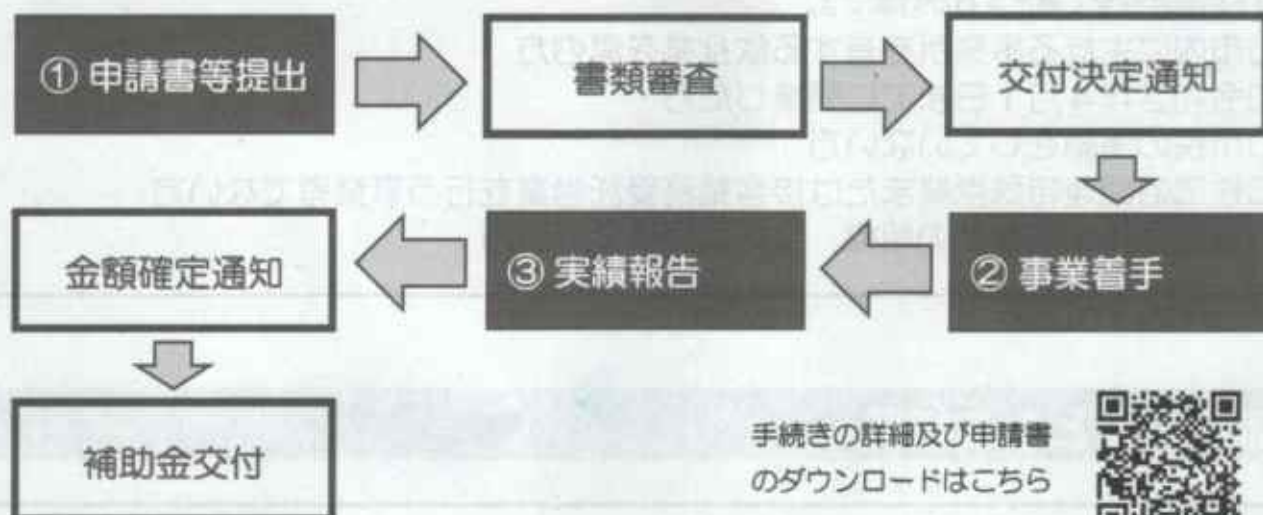 ① 申請書等提出
書類審査
交付決定通知
② 事業着手
③ 実績報告
金額確定通知
補助金交付
手続きの詳細及び申請書
のダウンロードはこちら